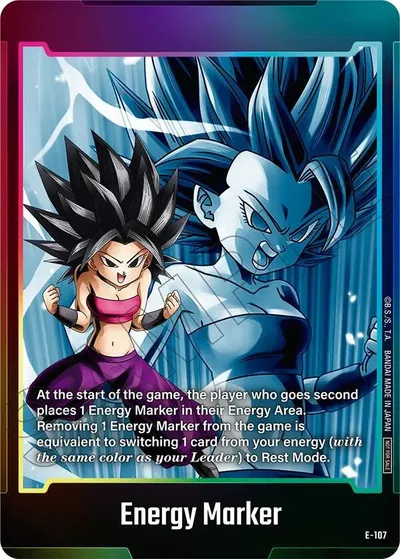 At the start of the game, the player who goes second
places 1 Energy Marker in their Energy Area.
Removing 1 Energy Marker from the game is
equivalent to switching 1 card from your energy (with
the same color as your Leader) to Rest Mode.
©B.S./S., T.A. BANDAI MADE IN JAPAN
NOT FOR SALE
Energy Marker
E-107